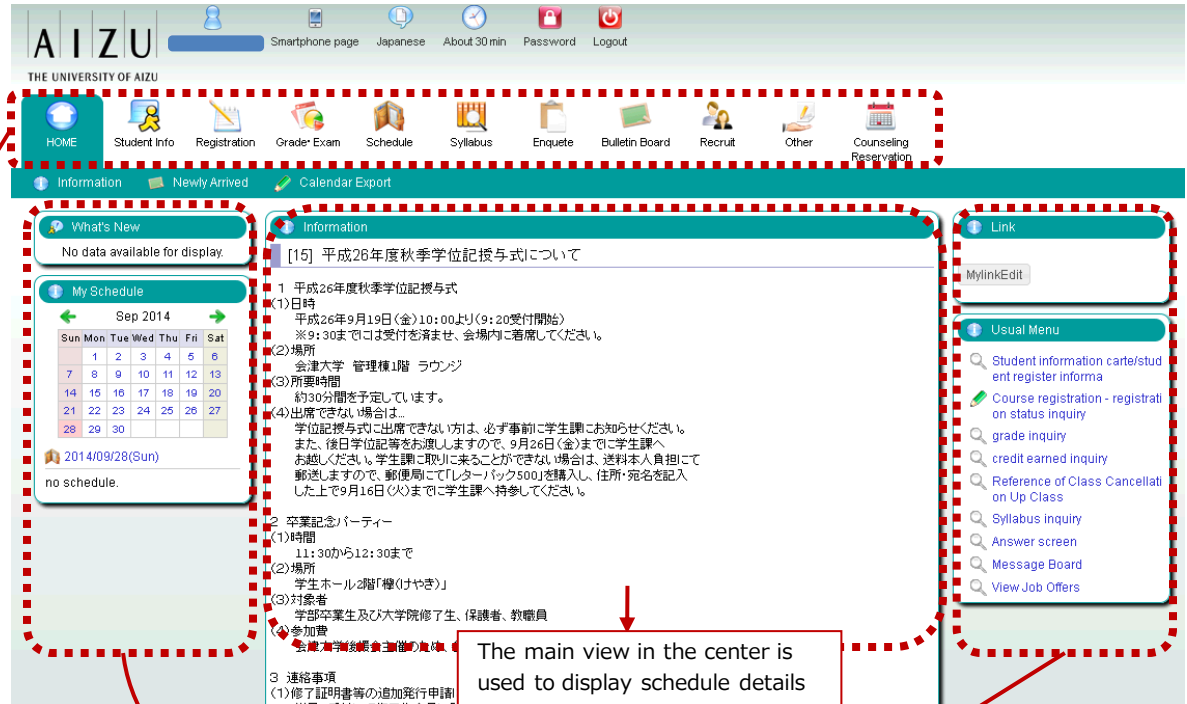 AIZU
THE UNIVERSITY OF AIZU
Smartphone page
Japanese
About 30 min
Password
Logout
HOME
Student Info
Registration
Grade・Exam
Schedule
Syllabus
Enquete
Bulletin Board
Recruit
Other
Counseling
Reservation
Information
Newly Arrived
Calendar Export
What's New
No data available for display.
My Schedule
Sep 2014
Sun Mon Tue Wed Thu Fri Sat
1 2 3 4 5 6
7 8 9 10 11 12 13
14 15 16 17 18 19 20
21 22 23 24 25 26 27
28 29 30
2014/09/28(Sun)
no schedule.
Information
[15] 平成26年度秋季学位記授与式について
1 平成26年度秋季学位記授与式
(1)日時
平成26年9月19日(金)10:00より(9:20受付開始)
※9:30までには受付を済ませ、会場内に着席してください。
(2)場所
会津大学 管理棟1階 ラウンジ
(3)所要時間
約30分間を予定しています。
(4)出席できない場合は…
学位記授与式に出席できない方は、必ず事前に学生課にお知らせください。
また、後日学位記等をお渡ししますので、9月26日(金)までに学生課へ
お越しください。学生課に取りに来ることができない場合は、送料本人負担にて
郵送しますので、郵便局にて「レターパック500」を購入し、住所・宛名を記入
した上で9月16日(火)までに学生課へ持参してください。
2 卒業記念パーティー
(1)時間
11:30から12:30まで
(2)場所
学生ホール2階「欅(けやき)」
(3)対象者
学部卒業生及び大学院修了生、保護者、教職員
(4)参加費
会津大学後援会主催のため、
3 連絡事項
(1)修了証明書等の追加発行申請
The main view in the center is
used to display schedule details
Link
MylinkEdit
Usual Menu
Student information carte/stud
ent register informa
Course registration - registrati
on status inquiry
grade inquiry
credit earned inquiry
Reference of Class Cancellati
on Up Class
Syllabus inquiry
Answer screen
Message Board
View Job Offers